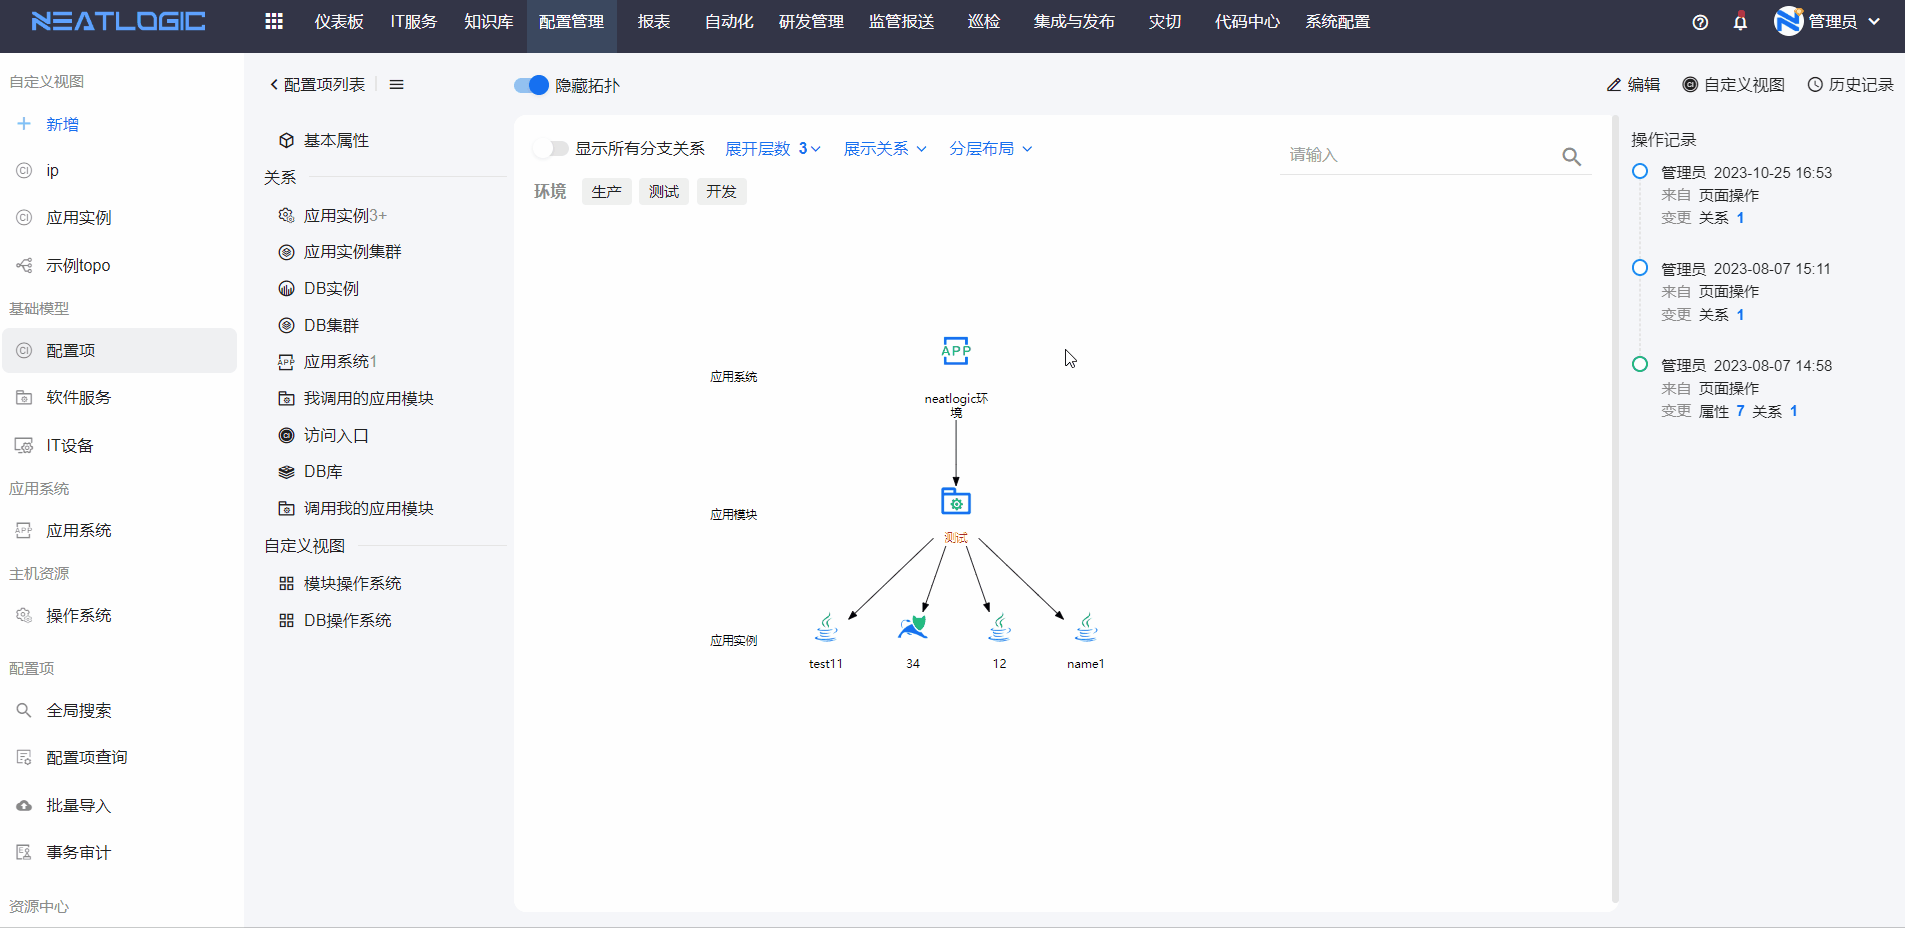 NEATLOGIC
仪表板 IT服务 知识库 配置管理 报表 自动化 研发管理 监管报送 巡检 集成与发布 灾切 代码中心 系统配置
管理员
自定义视图
新增
ip
应用实例
示例topo
基础模型
配置项
软件服务
IT设备
应用系统
应用系统
主机资源
操作系统
配置项
全局搜索
配置项查询
批量导入
事务审计
资源中心
配置项列表
基本属性
关系
应用实例3+
应用实例集群
DB实例
DB集群
应用系统1
我调用的应用模块
访问入口
DB库
调用我的应用模块
自定义视图
模块操作系统
DB操作系统
隐藏拓扑
编辑 自定义视图 历史记录
显示所有分支关系 展开层数 3 展示关系 分层布局
请输入
环境 生产 测试 开发
APP
应用系统
neatlogic环
境
应用模块
测试
应用实例
test11 34 12 name1
操作记录
管理员 2023-10-25 16:53
来自 页面操作
变更 关系 1
管理员 2023-08-07 15:11
来自 页面操作
变更 关系 1
管理员 2023-08-07 14:58
来自 页面操作
变更 属性 7 关系 1